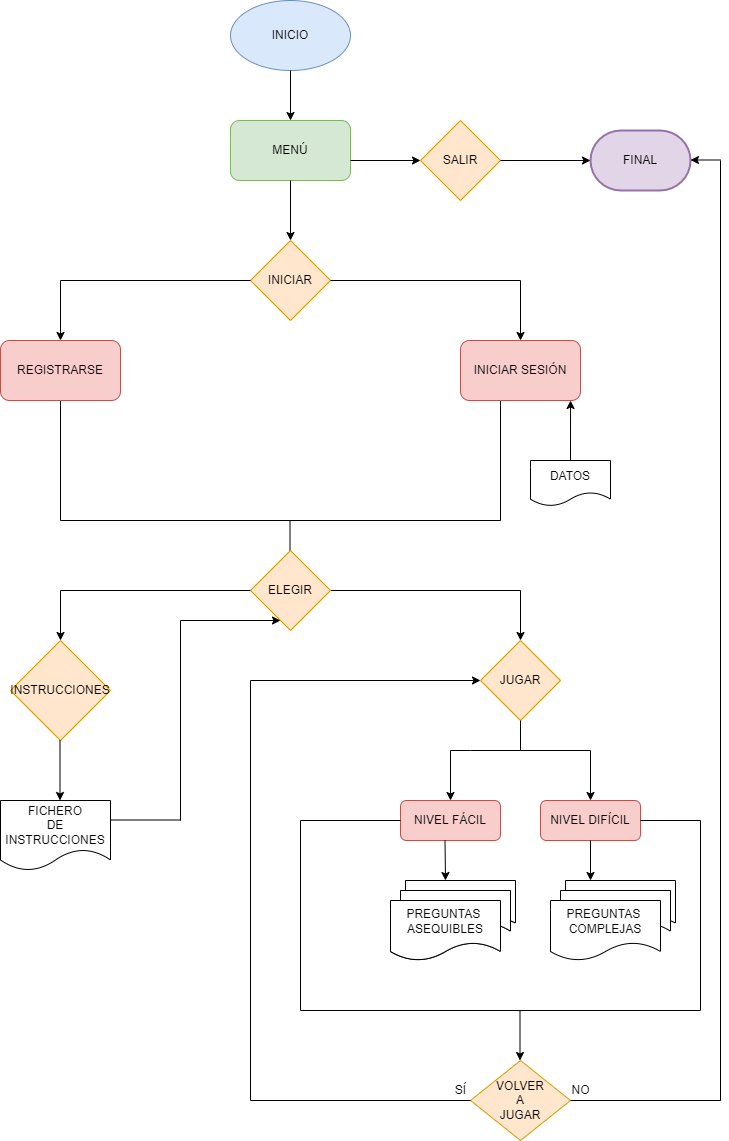 INICIO
MENÚ
SALIR
FINAL
INICIAR
REGISTRARSE
INICIAR SESIÓN
DATOS
ELEGIR
INSTRUCCIONES
JUGAR
FICHERO
DE
INSTRUCCIONES
NIVEL FÁCIL
NIVEL DIFÍCIL
PREGUNTAS
ASEQUIBLES
PREGUNTAS
COMPLEJAS
SÍ
VOLVER
A
JUGAR
NO